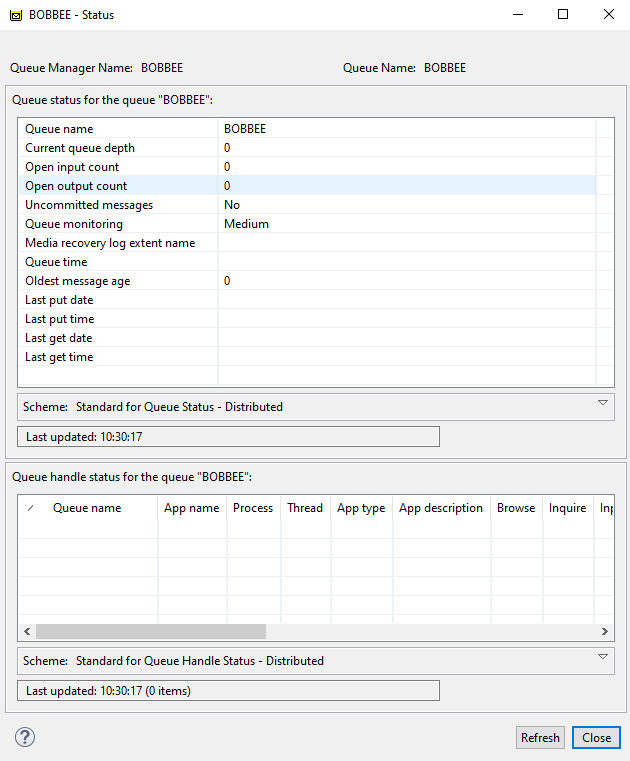 BOBBEE - Status
Queue Manager Name: BOBBEE Queue Name: BOBBEE
Queue status for the queue "BOBBEE":
Queue name BOBBEE
Current queue depth 0
Open input count 0
Open output count 0
Uncommitted messages No
Queue monitoring Medium
Media recovery log extent name
Queue time
Oldest message age 0
Last put date
Last put time
Last get date
Last get time
Scheme: Standard for Queue Status - Distributed
Last updated: 10:30:17
Queue handle status for the queue "BOBBEE":
Queue name App name Process Thread App type App description Browse Inquire Inp
Scheme: Standard for Queue Handle Status - Distributed
Last updated: 10:30:17 (0 items)
? Refresh Close